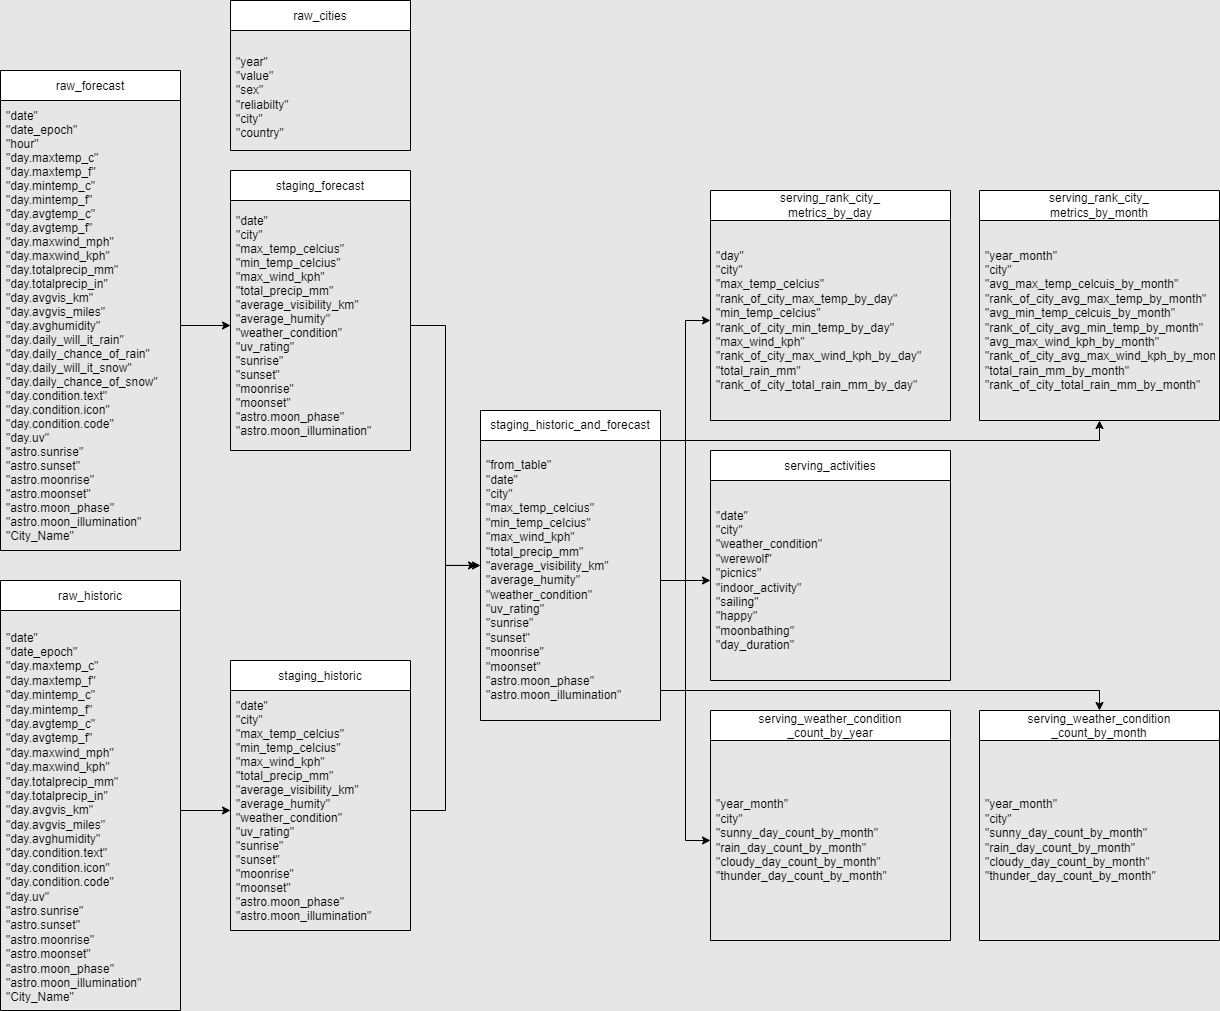 raw_cities
"year"
"value"
"sex"
"reliabilty"
"city"
"country"
raw_forecast
"date"
"date_epoch"
"hour"
"day.maxtemp_c"
"day.maxtemp_f"
"day.mintemp_c"
"day.mintemp_f"
"day.avgtemp_c"
"day.avgtemp_f"
"day.maxwind_mph"
"day.maxwind_kph"
"day.totalprecip_mm"
"day.totalprecip_in"
"day.avgvis_km"
"day.avgvis_miles"
"day.avghumidity"
"day.daily_will_it_rain"
"day.daily_chance_of_rain"
"day.daily_will_it_snow"
"day.daily_chance_of_snow"
"day.condition.text"
"day.condition.icon"
"day.condition.code"
"day.uv"
"astro.sunrise"
"astro.sunset"
"astro.moonrise"
"astro.moonset"
"astro.moon_phase"
"astro.moon_illumination"
"City_Name"
raw_historic
"date"
"date_epoch"
"day.maxtemp_c"
"day.maxtemp_f"
"day.mintemp_c"
"day.mintemp_f"
"day.avgtemp_c"
"day.avgtemp_f"
"day.maxwind_mph"
"day.maxwind_kph"
"day.totalprecip_mm"
"day.totalprecip_in"
"day.avgvis_km"
"day.avgvis_miles"
"day.avghumidity"
"day.condition.text"
"day.condition.icon"
"day.condition.code"
"day.uv"
"astro.sunrise"
"astro.sunset"
"astro.moonrise"
"astro.moonset"
"astro.moon_phase"
"astro.moon_illumination"
"City_Name"
staging_forecast
"date"
"city"
"max_temp_celcius"
"min_temp_celcius"
"max_wind_kph"
"total_precip_mm"
"average_visibility_km"
"average_humity"
"weather_condition"
"uv_rating"
"sunrise"
"sunset"
"moonrise"
"moonset"
"astro.moon_phase"
"astro.moon_illumination"
staging_historic
"date"
"city"
"max_temp_celcius"
"min_temp_celcius"
"max_wind_kph"
"total_precip_mm"
"average_visibility_km"
"average_humity"
"weather_condition"
"uv_rating"
"sunrise"
"sunset"
"moonrise"
"moonset"
"astro.moon_phase"
"astro.moon_illumination"
staging_historic_and_forecast
"from_table"
"date"
"city"
"max_temp_celcius"
"min_temp_celcius"
"max_wind_kph"
"total_precip_mm"
"average_visibility_km"
"average_humity"
"weather_condition"
"uv_rating"
"sunrise"
"sunset"
"moonrise"
"moonset"
"astro.moon_phase"
"astro.moon_illumination"
serving_rank_city_
metrics_by_day
"day"
"city"
"max_temp_celcius"
"rank_of_city_max_temp_by_day"
"min_temp_celcius"
"rank_of_city_min_temp_by_day"
"max_wind_kph"
"rank_of_city_max_wind_kph_by_day"
"total_rain_mm"
"rank_of_city_total_rain_mm_by_day"
serving_rank_city_
metrics_by_month
"year_month"
"city"
"avg_max_temp_celcuis_by_month"
"rank_of_city_avg_max_temp_by_month"
"avg_min_temp_celcuis_by_month"
"rank_of_city_avg_min_temp_by_month"
"avg_max_wind_kph_by_month"
"rank_of_city_avg_max_wind_kph_by_mon
"total_rain_mm_by_month"
"rank_of_city_total_rain_mm_by_month"
serving_activities
"date"
"city"
"weather_condition"
"werewolf"
"picnics"
"indoor_activity"
"sailing"
"happy"
"moonbathing"
"day_duration"
serving_weather_condition
_count_by_year
"year_month"
"city"
"sunny_day_count_by_month"
"rain_day_count_by_month"
"cloudy_day_count_by_month"
"thunder_day_count_by_month"
serving_weather_condition
_count_by_month
"year_month"
"city"
"sunny_day_count_by_month"
"rain_day_count_by_month"
"cloudy_day_count_by_month"
"thunder_day_count_by_month"